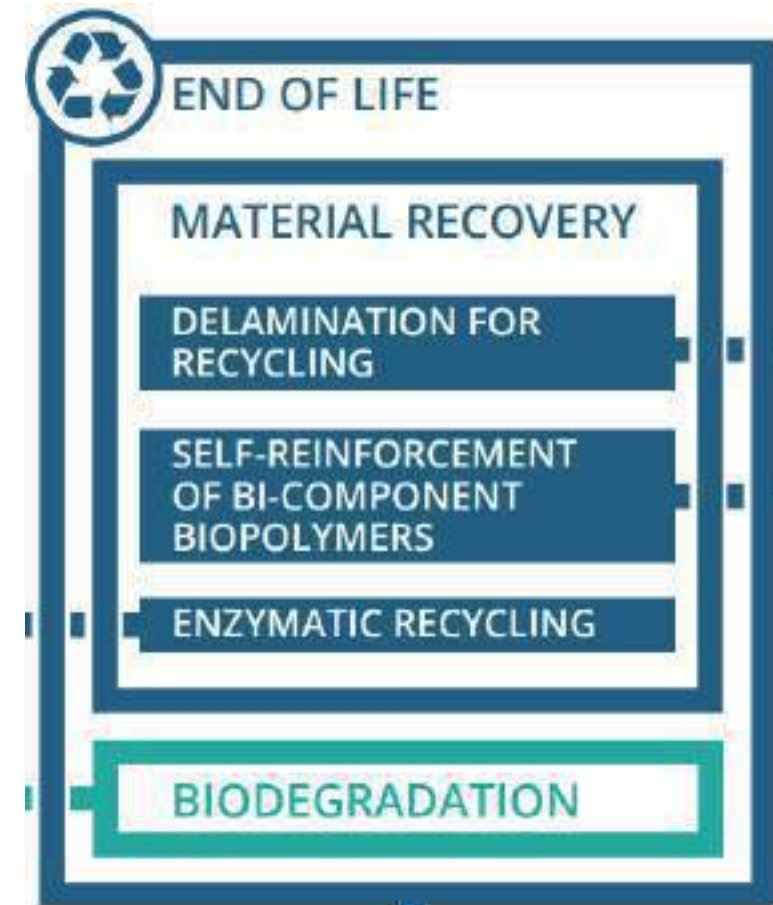 END OF LIFE
MATERIAL RECOVERY
DELAMINATION FOR
RECYCLING
SELF-REINFORCEMENT
OF BI-COMPONENT
BIOPOLYMERS
ENZYMATIC RECYCLING
BIODEGRADATION